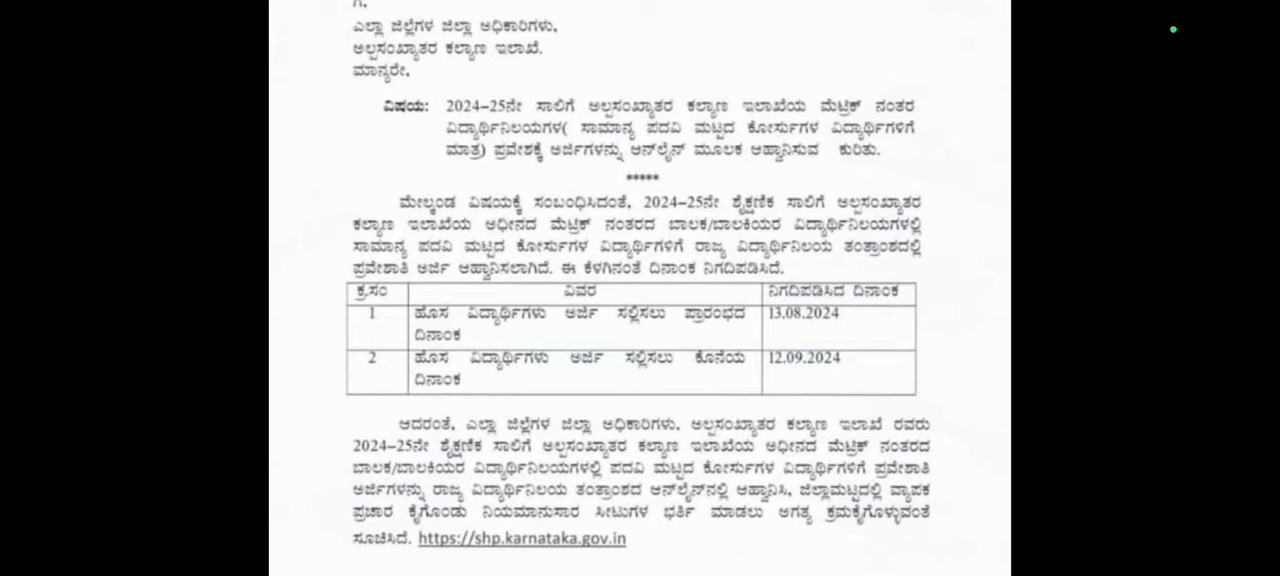 ಗೆ,
ಎಲ್ಲಾ ಜಿಲ್ಲೆಗಳ ಜಿಲ್ಲಾ ಅಧಿಕಾರಿಗಳು,
ಅಲ್ಪಸಂಖ್ಯಾತರ ಕಲ್ಯಾಣ ಇಲಾಖೆ.
ಮಾನ್ಯರೇ,
ವಿಷಯ: 2024–25ನೇ ಸಾಲಿಗೆ ಅಲ್ಪಸಂಖ್ಯಾತರ ಕಲ್ಯಾಣ ಇಲಾಖೆಯ ಮೆಟ್ರಿಕ್ ನಂತರ
ವಿದ್ಯಾರ್ಥಿನಿಲಯಗಳ( ಸಾಮಾನ್ಯ ಪದವಿ ಮಟ್ಟದ ಕೋರ್ಸುಗಳ ವಿದ್ಯಾರ್ಥಿಗಳಿಗೆ
ಮಾತ್ರ) ಪ್ರವೇಶಕ್ಕೆ ಅರ್ಜಿಗಳನ್ನು ಆನ್‌ಲೈನ್ ಮೂಲಕ ಆಹ್ವಾನಿಸುವ ಕುರಿತು.
*****
ಮೇಲ್ಕಂಡ ವಿಷಯಕ್ಕೆ ಸಂಬಂಧಿಸಿದಂತೆ, 2024–25ನೇ ಶೈಕ್ಷಣಿಕ ಸಾಲಿಗೆ ಅಲ್ಪಸಂಖ್ಯಾತರ
ಕಲ್ಯಾಣ ಇಲಾಖೆಯ ಅಧೀನದ ಮೆಟ್ರಿಕ್ ನಂತರದ ಬಾಲಕ/ಬಾಲಕಿಯರ ವಿದ್ಯಾರ್ಥಿನಿಲಯಗಳಲ್ಲಿ
ಸಾಮಾನ್ಯ ಪದವಿ ಮಟ್ಟದ ಕೋರ್ಸುಗಳ ವಿದ್ಯಾರ್ಥಿಗಳಿಗೆ ರಾಜ್ಯ ವಿದ್ಯಾರ್ಥಿನಿಲಯ ತಂತ್ರಾಂಶದಲ್ಲಿ
ಪ್ರವೇಶಾತಿ ಅರ್ಜಿ ಆಹ್ವಾನಿಸಲಾಗಿದೆ. ಈ ಕೆಳಗಿನಂತೆ ದಿನಾಂಕ ನಿಗದಿಪಡಿಸಿದೆ.
ಕ್ರ.ಸಂ ವಿವರ ನಿಗದಿಪಡಿಸಿದ ದಿನಾಂಕ
1 ಹೊಸ ವಿದ್ಯಾರ್ಥಿಗಳು ಅರ್ಜಿ ಸಲ್ಲಿಸಲು ಪ್ರಾರಂಭದ 13.08.2024
ದಿನಾಂಕ
2 ಹೊಸ ವಿದ್ಯಾರ್ಥಿಗಳು ಅರ್ಜಿ ಸಲ್ಲಿಸಲು ಕೊನೆಯ 12.09.2024
ದಿನಾಂಕ
ಆದರಂತೆ, ಎಲ್ಲಾ ಜಿಲ್ಲೆಗಳ ಜಿಲ್ಲಾ ಅಧಿಕಾರಿಗಳು, ಅಲ್ಪಸಂಖ್ಯಾತರ ಕಲ್ಯಾಣ ಇಲಾಖೆ ರವರು
2024–25ನೇ ಶೈಕ್ಷಣಿಕ ಸಾಲಿಗೆ ಅಲ್ಪಸಂಖ್ಯಾತರ ಕಲ್ಯಾಣ ಇಲಾಖೆಯ ಅಧೀನದ ಮೆಟ್ರಿಕ್ ನಂತರದ
ಬಾಲಕ/ಬಾಲಕಿಯರ ವಿದ್ಯಾರ್ಥಿನಿಲಯಗಳಲ್ಲಿ ಪದವಿ ಮಟ್ಟದ ಕೋರ್ಸುಗಳ ವಿದ್ಯಾರ್ಥಿಗಳಿಗೆ ಪ್ರವೇಶಾತಿ
ಅರ್ಜಿಗಳನ್ನು ರಾಜ್ಯ ವಿದ್ಯಾರ್ಥಿನಿಲಯ ತಂತ್ರಾಂಶದ ಆನ್‌ಲೈನ್‌ನಲ್ಲಿ ಆಹ್ವಾನಿಸಿ, ಜಿಲ್ಲಾಮಟ್ಟದಲ್ಲಿ ವ್ಯಾಪಕ
ಪ್ರಚಾರ ಕೈಗೊಂಡು ನಿಯಮಾನುಸಾರ ಸೀಟುಗಳ ಭರ್ತಿ ಮಾಡಲು ಅಗತ್ಯ ಕ್ರಮಕೈಗೊಳ್ಳುವಂತೆ
ಸೂಚಿಸಿದೆ. https://shp.karnataka.gov.in